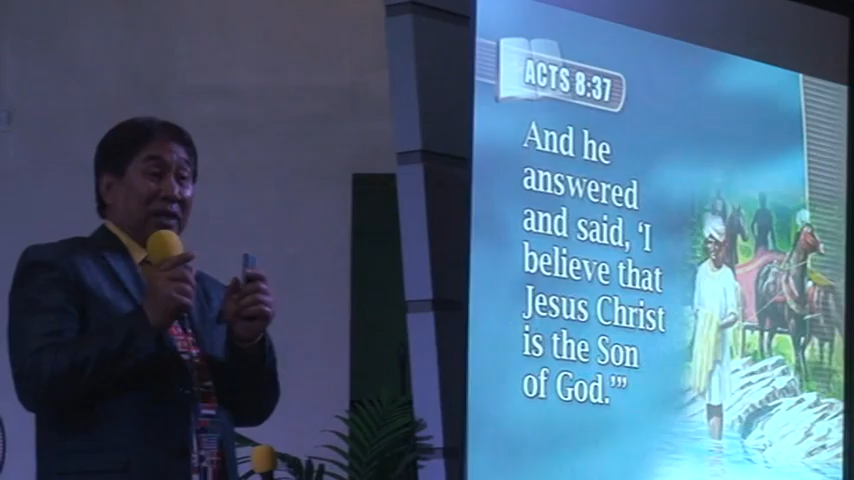 ACTS 8:37
And he
answered
and said, ‘I
believe that
Jesus Christ
is the Son
of God.’”